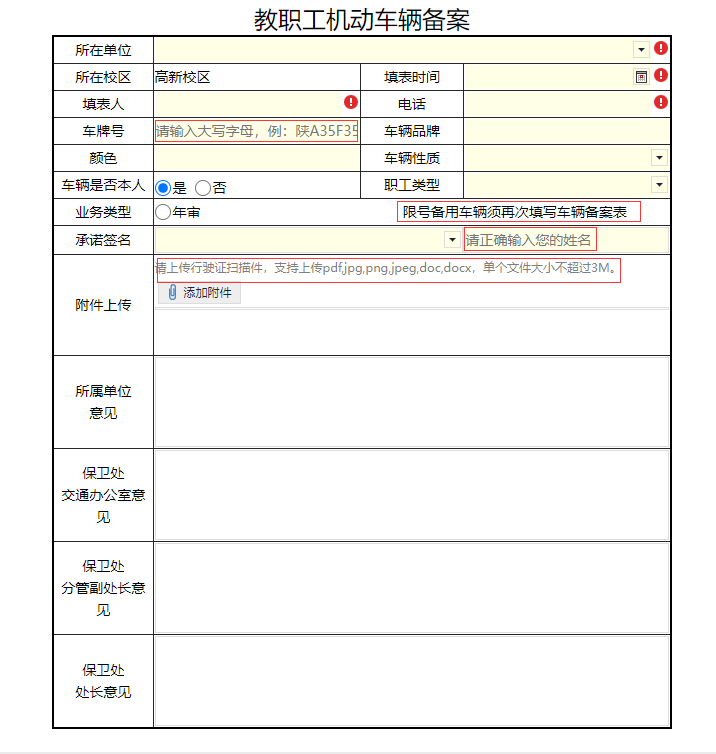 教职工机动车辆备案
所在单位
所在校区 高新校区 填表时间
填表人 电话
车牌号 请输入大写字母，例：陕A35F35 车辆品牌
颜色 车辆性质
车辆是否本人 是 否 职工类型
业务类型 年审 限号备用车辆须再次填写车辆备案表
承诺签名 请正确输入您的姓名
请上传行驶证扫描件，支持上传pdf,jpg,png,jpeg,doc,docx，单个文件大小不超过3M。
添加附件
附件上传
所属单位
意见
保卫处
交通办公室意
见
保卫处
分管副处长意
见
保卫处
处长意见